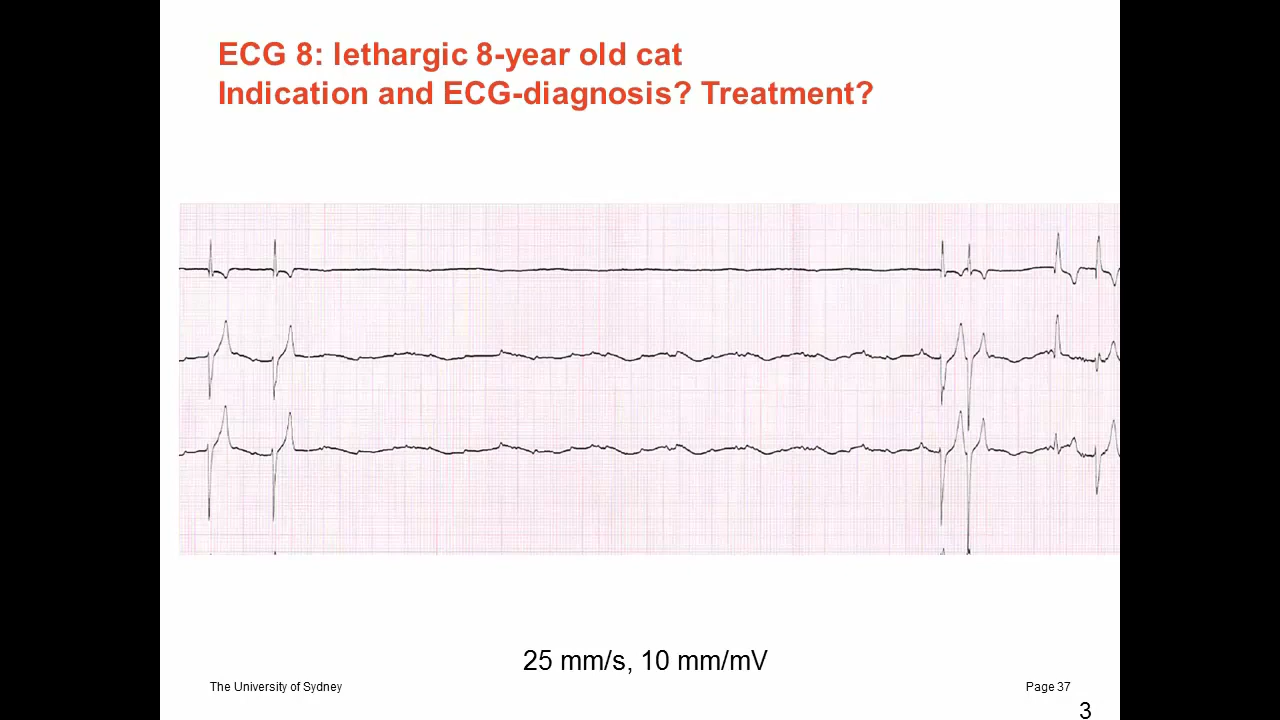 ECG 8: lethargic 8-year old cat
Indication and ECG-diagnosis? Treatment?
25 mm/s, 10 mm/mV
The University of Sydney
Page 37
3